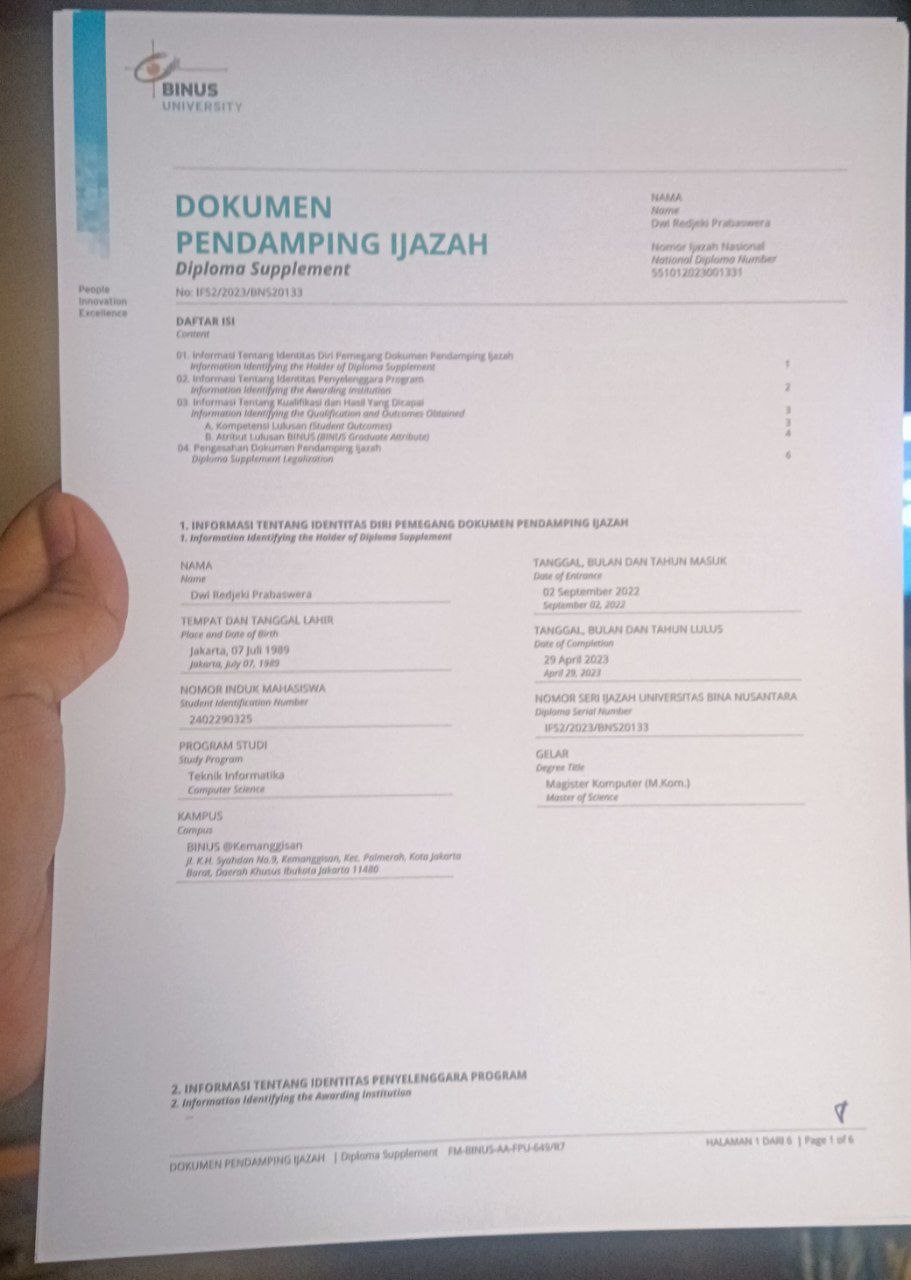 BINUS
UNIVERSITY
People
Innovation
Excellence
DOKUMEN
PENDAMPING IJAZAH
Diploma Supplement
No: IFS2/2023/BNS20133
NAMA
Name
Dwi Redjeki Prabaswera
Nomor Ijazah Nasional
National Diploma Number
551012023001331
DAFTAR ISI
Content
01. Informasi Tentang Identitas Diri Pemegang Dokumen Pendamping Ijazah 1
Information Identifying the Holder of Diploma Supplement
02. Informasi Tentang Identitas Penyelenggara Program 2
Information Identifying the Awarding Institution
03. Informasi Tentang Kualifikasi dan Hasil Yang Dicapai 3
Information Identifying the Qualification and Outcomes Obtained
A. Kompetensi Lulusan (Student Outcomes) 3
B. Atribut Lulusan BINUS (BINUS Graduate Attribute) 4
04. Pengesahan Dokumen Pendamping Ijazah 6
Diploma Supplement Legalization
1. INFORMASI TENTANG IDENTITAS DIRI PEMEGANG DOKUMEN PENDAMPING IJAZAH
1. Information Identifying the Holder of Diploma Supplement
NAMA
Name
Dwi Redjeki Prabaswera
TEMPAT DAN TANGGAL LAHIR
Place and Date of Birth
Jakarta, 07 Juli 1989
Jakarta, July 07, 1989
NOMOR INDUK MAHASISWA
Student Identification Number
2402290325
PROGRAM STUDI
Study Program
Teknik Informatika
Computer Science
KAMPUS
Campus
BINUS @Kemanggisan
Jl. K.H. Syahdan No.9, Kemanggisan, Kec. Palmerah, Kota Jakarta
Barat, Daerah Khusus Ibukota Jakarta 11480
TANGGAL, BULAN DAN TAHUN MASUK
Date of Entrance
02 September 2022
September 02, 2022
TANGGAL, BULAN DAN TAHUN LULUS
Date of Completion
29 April 2023
April 29, 2023
NOMOR SERI IJAZAH UNIVERSITAS BINA NUSANTARA
Diploma Serial Number
IFS2/2023/BNS20133
GELAR
Degree Title
Magister Komputer (M.Kom.)
Master of Science
2. INFORMASI TENTANG IDENTITAS PENYELENGGARA PROGRAM
2. Information Identifying the Awarding Institution
DOKUMEN PENDAMPING IJAZAH | Diploma Supplement FM-BINUS-AA-FPU-649/R7
HALAMAN 1 DARI 6 | Page 1 of 6